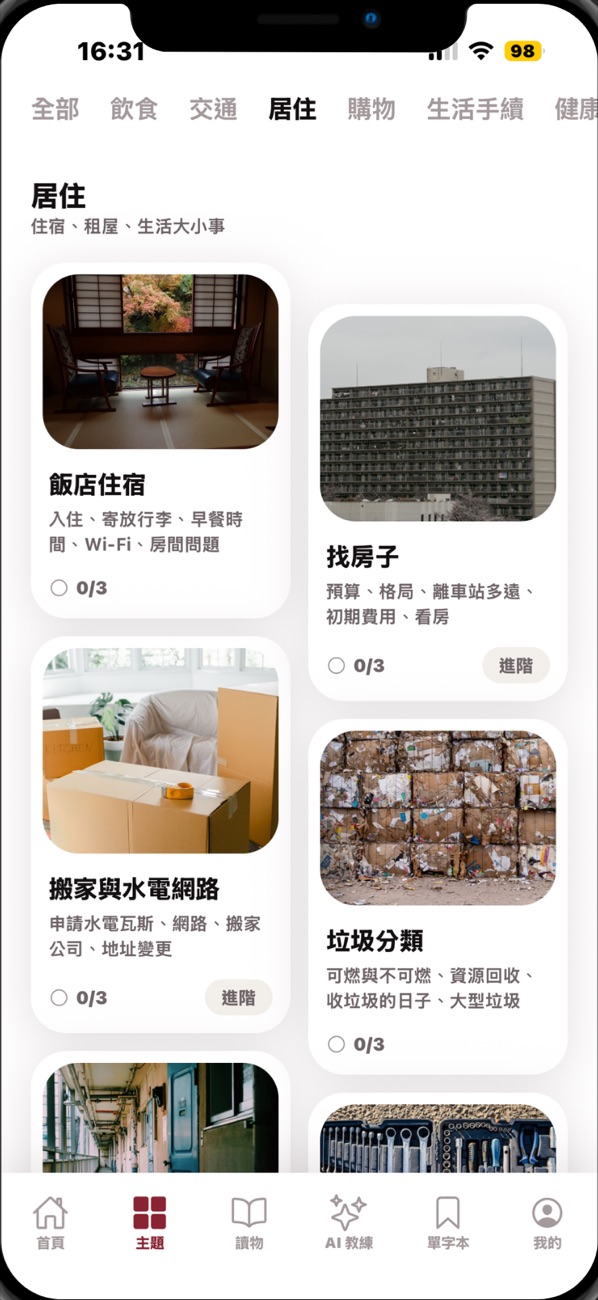 16:31
98
全部 飲食 交通 居住 購物 生活手續 健康
居住
住宿、租屋、生活大小事
飯店住宿
入住、寄放行李、早餐時
間、Wi-Fi、房間問題
0/3
找房子
預算、格局、離車站多遠、
初期費用、看房
0/3 進階
搬家與水電網路
申請水電瓦斯、網路、搬家
公司、地址變更
0/3 進階
垃圾分類
可燃與不可燃、資源回收、
收垃圾的日子、大型垃圾
0/3
首頁 主題 讀物 AI 教練 單字本 我的